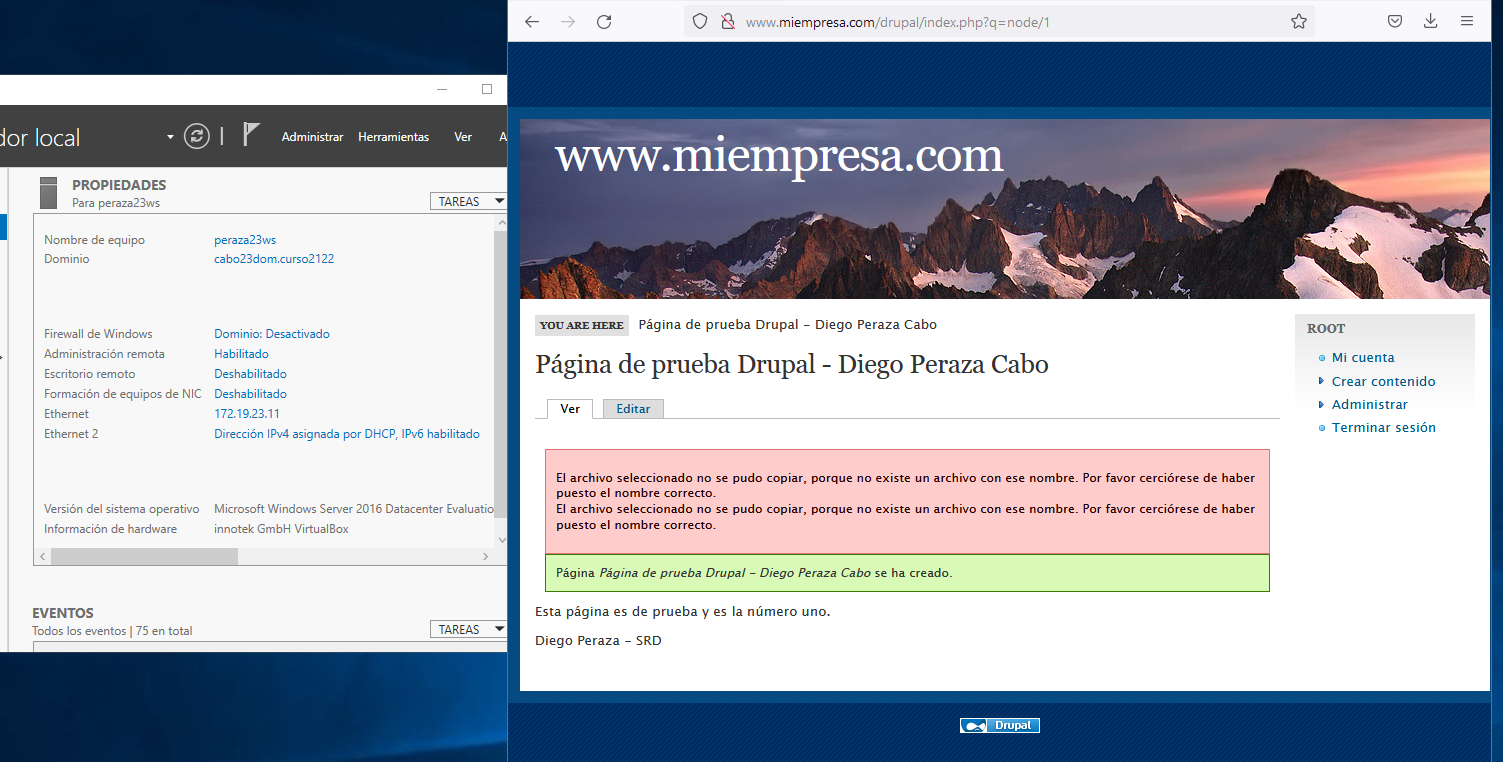 dor local
Administrar
Herramientas
Ver
A
PROPIEDADES
Para peraza23ws
TAREAS
Nombre de equipo peraza23ws
Dominio cabo23dom.curso2122
Firewall de Windows Dominio: Desactivado
Administración remota Habilitado
Escritorio remoto Deshabilitado
Formación de equipos de NIC Deshabilitado
Ethernet 172.19.23.11
Ethernet 2 Dirección IPv4 asignada por DHCP, IPv6 habilitado
Versión del sistema operativo Microsoft Windows Server 2016 Datacenter Evaluatio
Información de hardware innotek GmbH VirtualBox
EVENTOS
Todos los eventos | 75 en total
TAREAS
www.miempresa.com/drupal/index.php?q=node/1
www.miempresa.com
YOU ARE HERE Página de prueba Drupal - Diego Peraza Cabo
Página de prueba Drupal - Diego Peraza Cabo
Ver Editar
El archivo seleccionado no se pudo copiar, porque no existe un archivo con ese nombre. Por favor cerciórese de haber
puesto el nombre correcto.
El archivo seleccionado no se pudo copiar, porque no existe un archivo con ese nombre. Por favor cerciórese de haber
puesto el nombre correcto.
Página Página de prueba Drupal - Diego Peraza Cabo se ha creado.
Esta página es de prueba y es la número uno.
Diego Peraza - SRD
ROOT
Mi cuenta
Crear contenido
Administrar
Terminar sesión
Drupal